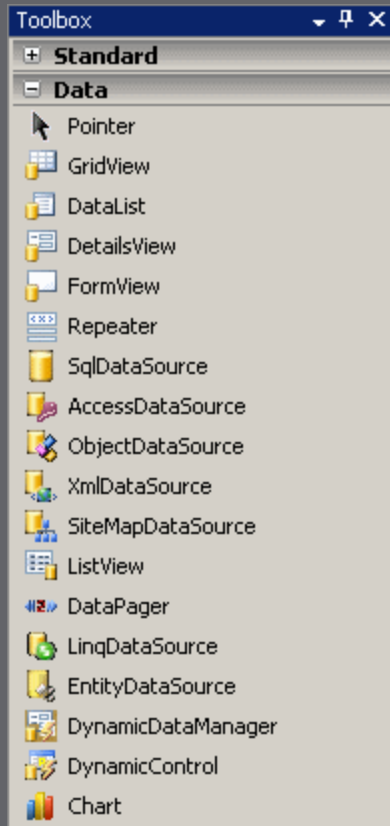 Toolbox
Standard
Data
Pointer
GridView
DataList
DetailsView
FormView
Repeater
SqlDataSource
AccessDataSource
ObjectDataSource
XmlDataSource
SiteMapDataSource
ListView
DataPager
LinqDataSource
EntityDataSource
DynamicDataManager
DynamicControl
Chart